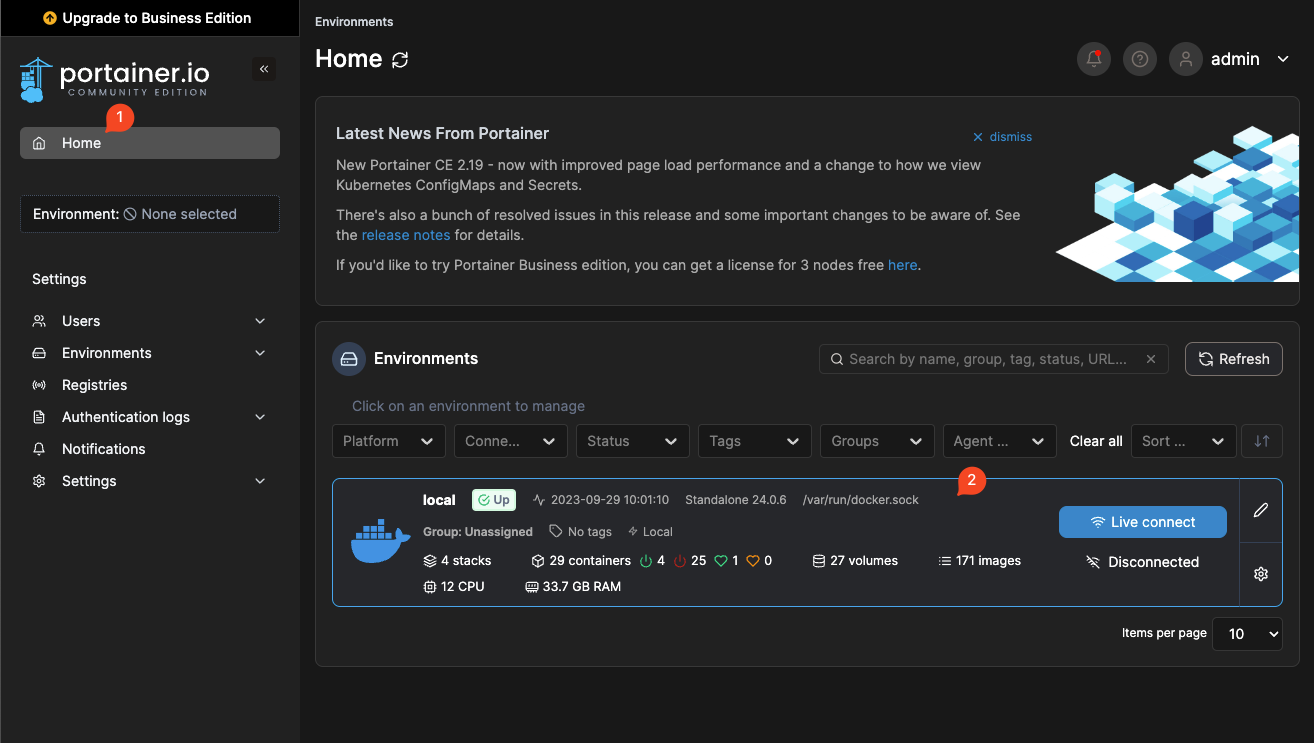 Upgrade to Business Edition
portainer.io
COMMUNITY EDITION
1
Home
Environment: None selected
Settings
Users
Environments
Registries
Authentication logs
Notifications
Settings
Environments
Home
admin
Latest News From Portainer
dismiss
New Portainer CE 2.19 - now with improved page load performance and a change to how we view
Kubernetes ConfigMaps and Secrets.
There's also a bunch of resolved issues in this release and some important changes to be aware of. See
the release notes for details.
If you'd like to try Portainer Business edition, you can get a license for 3 nodes free here.
Environments
Search by name, group, tag, status, URL...
Refresh
Click on an environment to manage
Platform Conne... Status Tags Groups Agent ... Clear all Sort ...
2
local Up 2023-09-29 10:01:10 Standalone 24.0.6 /var/run/docker.sock
Live connect
Group: Unassigned No tags Local
4 stacks 29 containers 4 25 1 0 27 volumes 171 images
Disconnected
12 CPU 33.7 GB RAM
Items per page 10